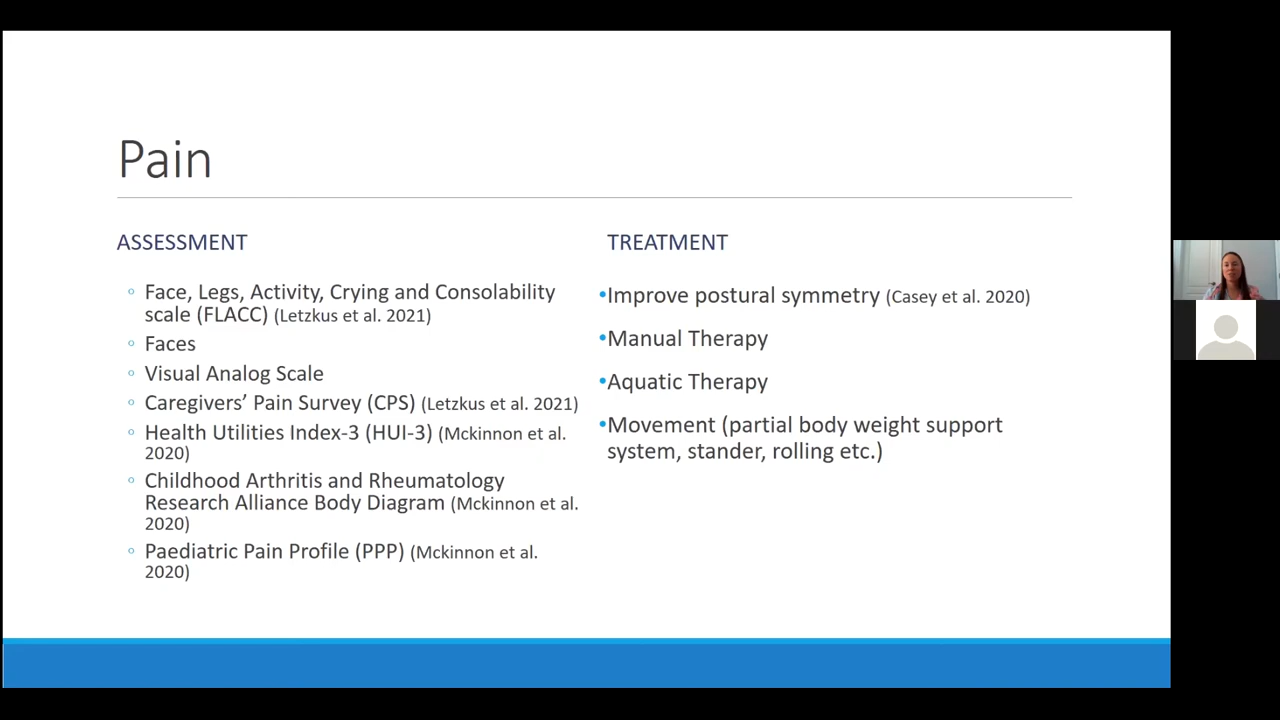 Pain
ASSESSMENT
◦ Face, Legs, Activity, Crying and Consolability
scale (FLACC) (Letzkus et al. 2021)
◦ Faces
◦ Visual Analog Scale
◦ Caregivers’ Pain Survey (CPS) (Letzkus et al. 2021)
◦ Health Utilities Index-3 (HUI-3) (Mckinnon et al.
2020)
◦ Childhood Arthritis and Rheumatology
Research Alliance Body Diagram (Mckinnon et al.
2020)
◦ Paediatric Pain Profile (PPP) (Mckinnon et al.
2020)
TREATMENT
•Improve postural symmetry (Casey et al. 2020)
•Manual Therapy
•Aquatic Therapy
•Movement (partial body weight support
system, stander, rolling etc.)